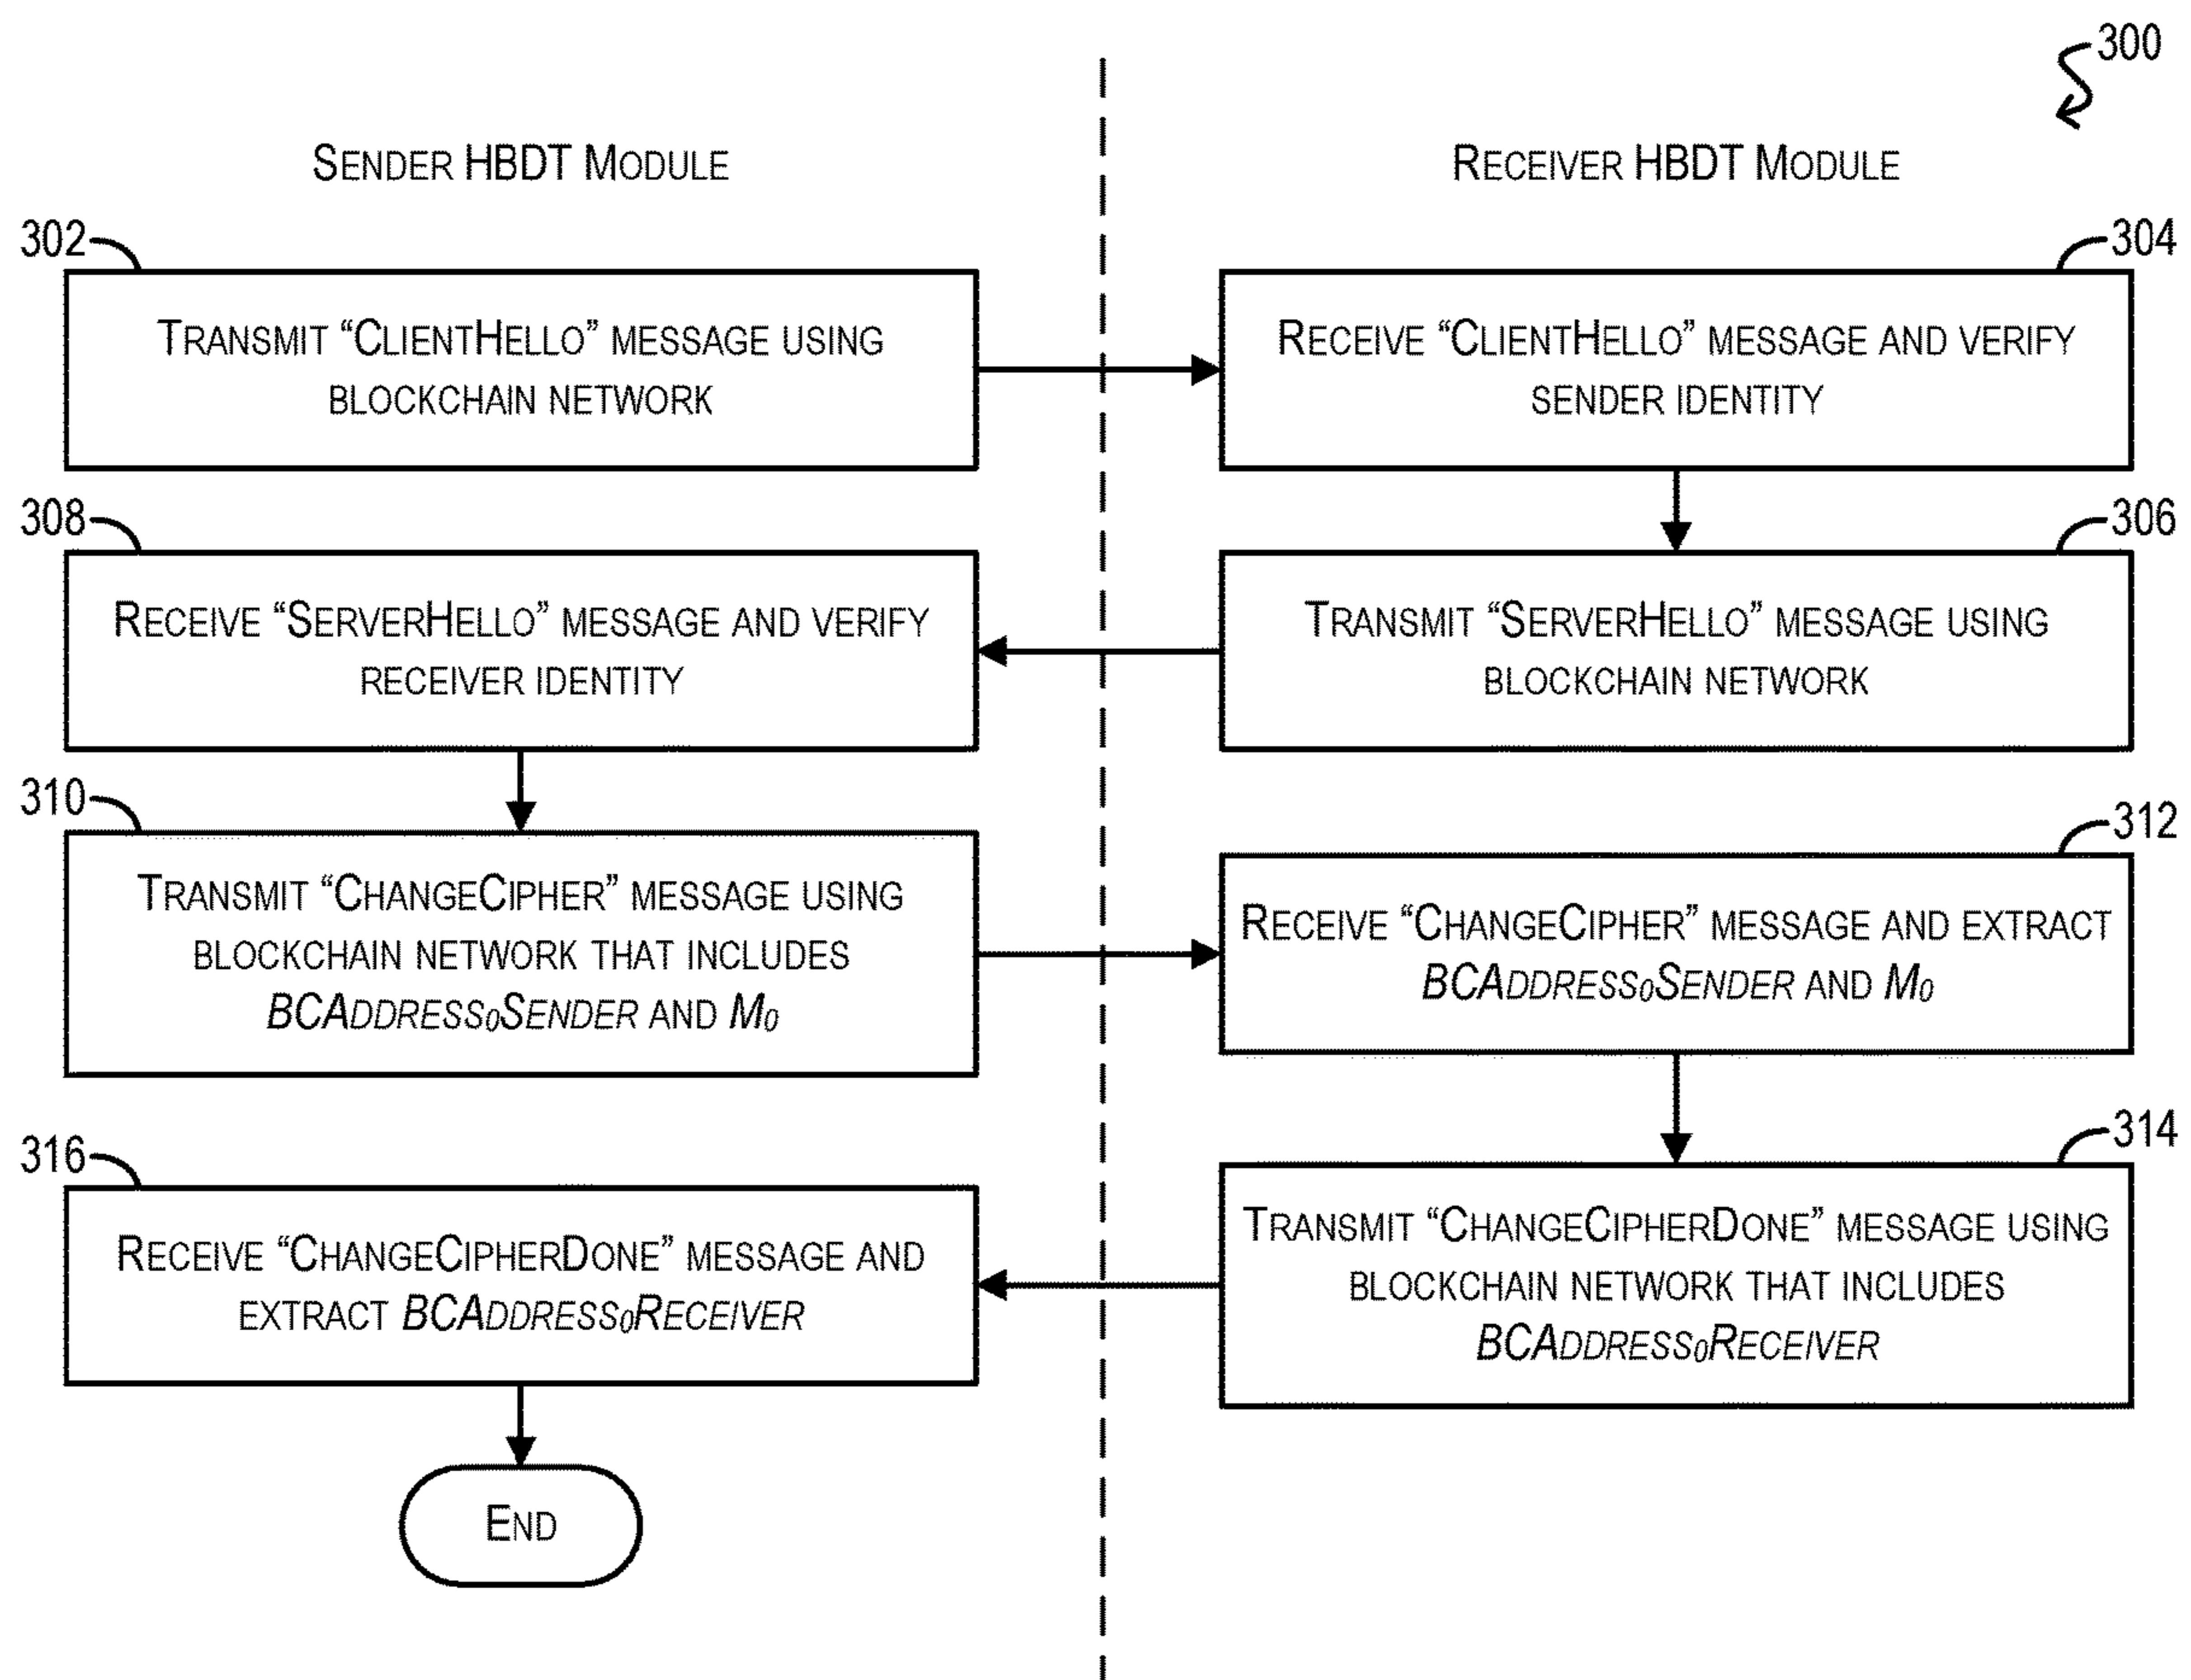 300
SENDER HBDT MODULE
RECEIVER HBDT MODULE
302
TRANSMIT “CLIENTHELLO” MESSAGE USING
BLOCKCHAIN NETWORK
304
RECEIVE “CLIENTHELLO” MESSAGE AND VERIFY
SENDER IDENTITY
306
TRANSMIT “SERVERHELLO” MESSAGE USING
BLOCKCHAIN NETWORK
308
RECEIVE “SERVERHELLO” MESSAGE AND VERIFY
RECEIVER IDENTITY
310
TRANSMIT “CHANGECIPHER” MESSAGE USING
BLOCKCHAIN NETWORK THAT INCLUDES
BCADDRESS₀SENDER AND M₀
312
RECEIVE “CHANGECIPHER” MESSAGE AND EXTRACT
BCADDRESS₀SENDER AND M₀
314
TRANSMIT “CHANGECIPHERDONE” MESSAGE USING
BLOCKCHAIN NETWORK THAT INCLUDES
BCADDRESS₀RECEIVER
316
RECEIVE “CHANGECIPHERDONE” MESSAGE AND
EXTRACT BCADDRESS₀RECEIVER
END